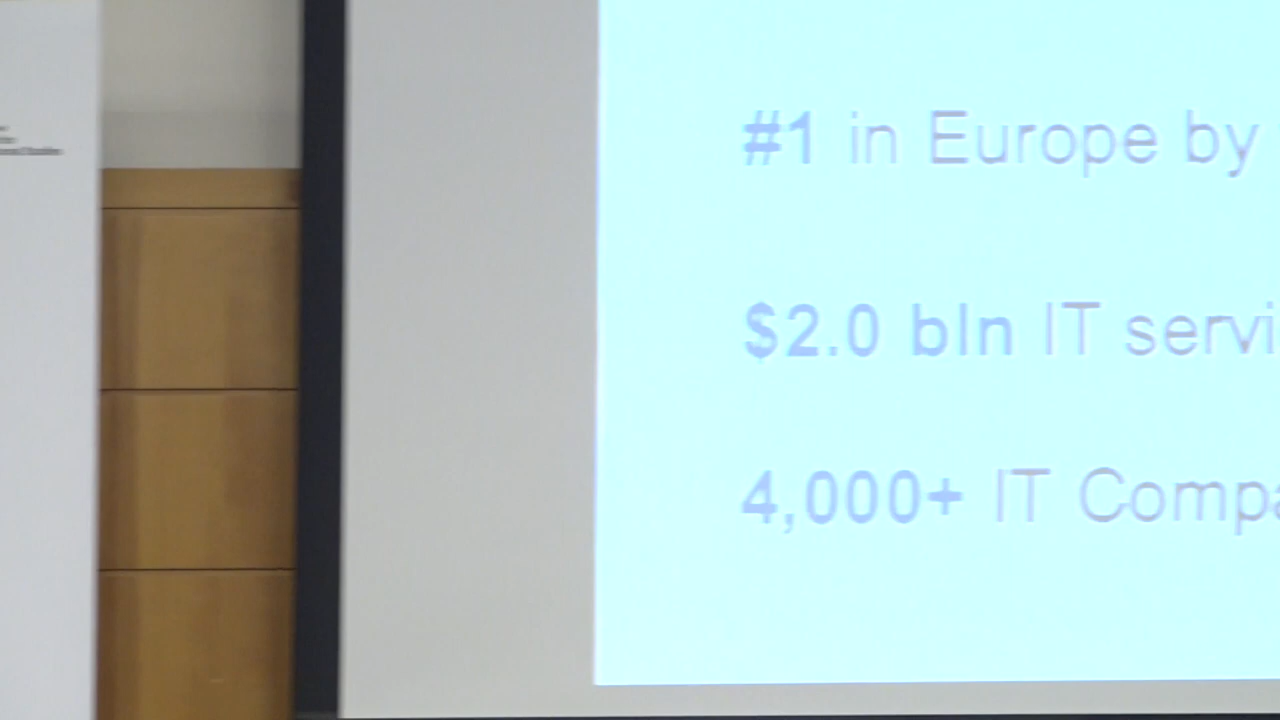 #1 in Europe by
$2.0 bln IT servi
4,000+ IT Compa